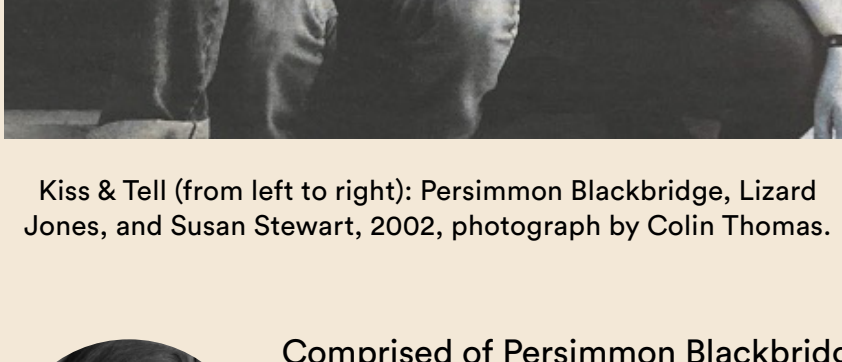 Kiss & Tell (from left to right): Persimmon Blackbridge, Lizard
Jones, and Susan Stewart, 2002, photograph by Colin Thomas.
Comprised of Persimmon